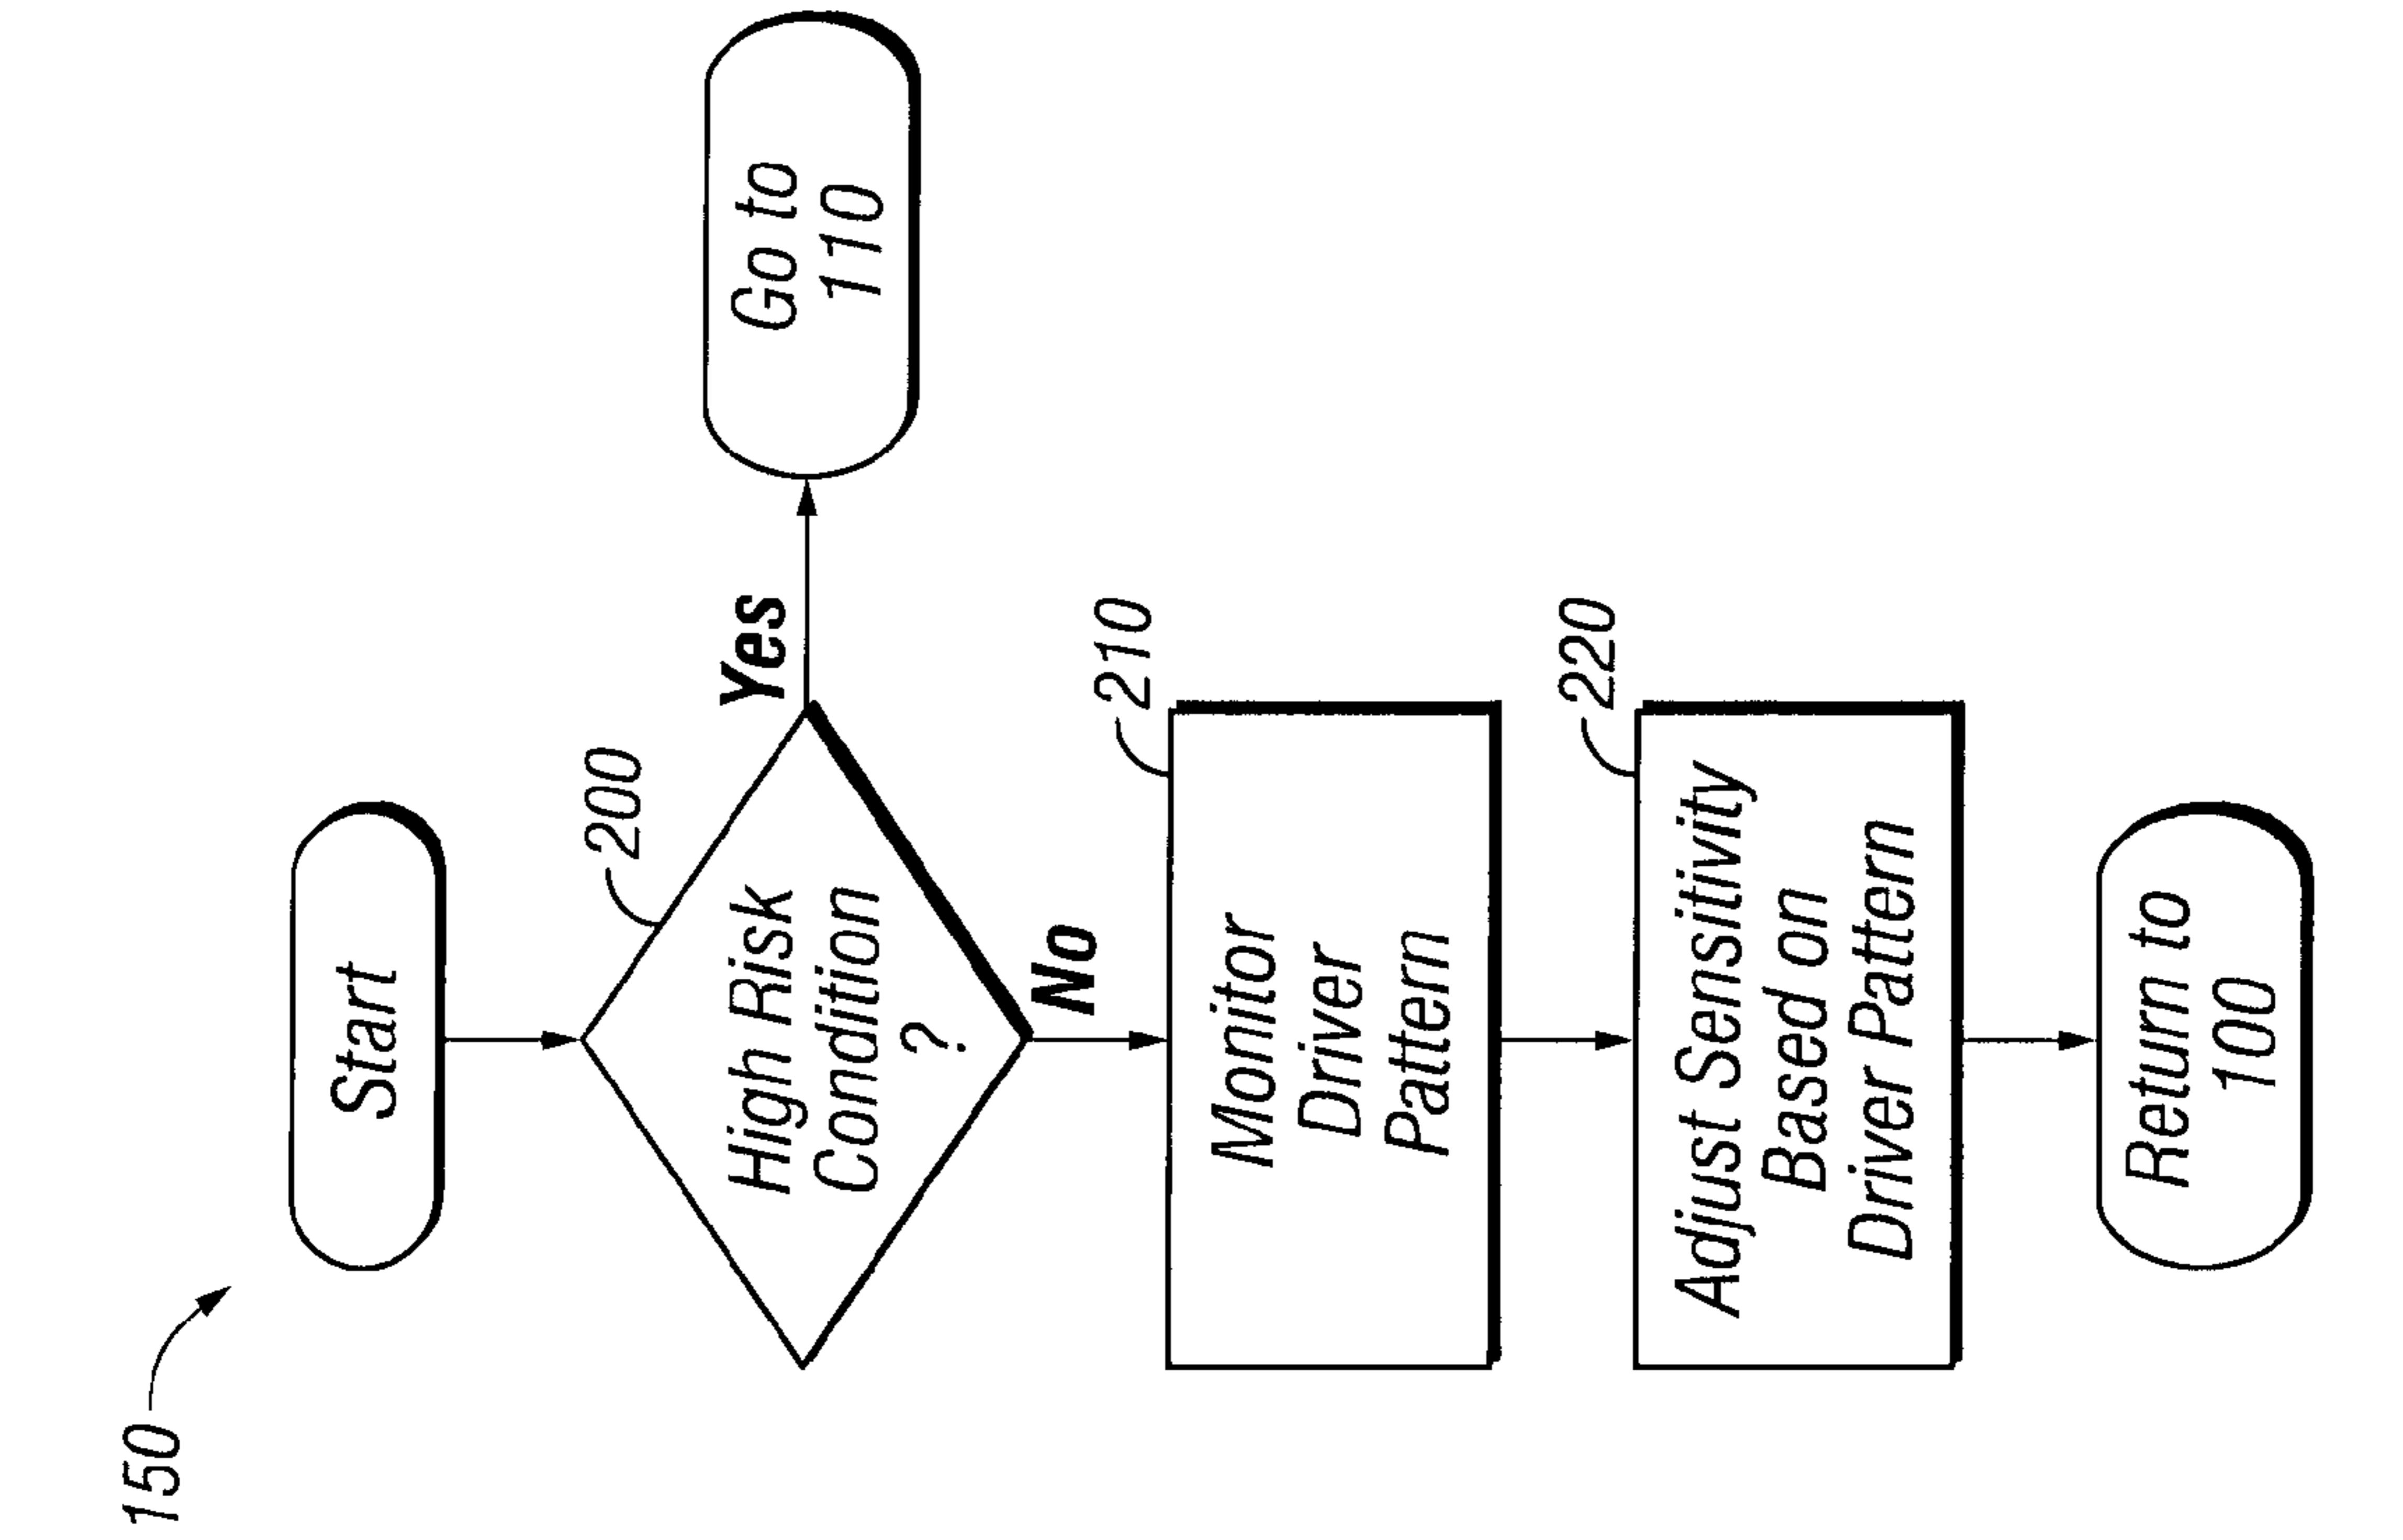 150
Start
200
High Risk
Condition
?
Yes
Go to
110
No
210
Monitor
Driver
Pattern
220
Adjust Sensitivity
Based on
Driver Pattern
Return to
100